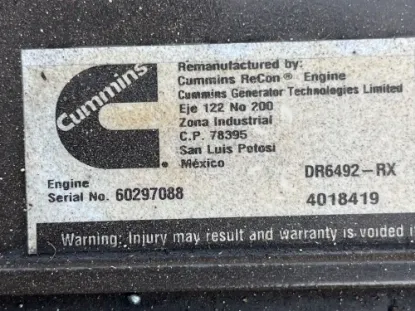 Cummins
Remanufactured by:
Cummins ReCon® Engine
Cummins Generator Technologies Limited
Eje 122 No 200
Zona Industrial
C.P. 78395
San Luis Potosi
México
DR6492-RX
4018419
Engine
Serial No. 60297088
Warning: Injury may result and warranty is voided i